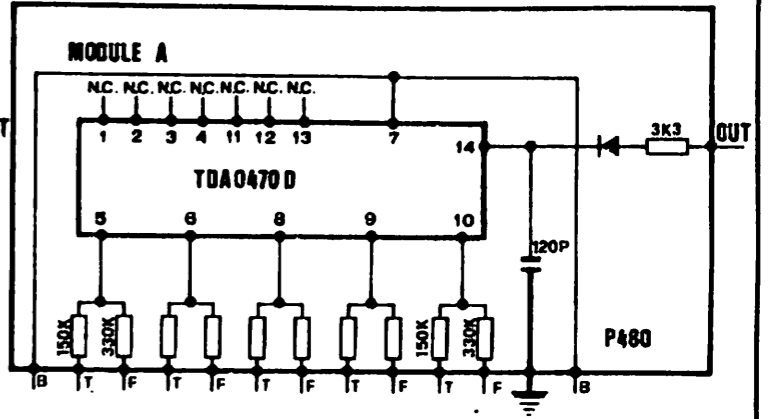 MODULE A
N.C. N.C. N.C. N.C. N.C. N.C. N.C.
1 2 3 4 11 12 13 7
T
14 3K3 OUT
TDA0470D
5 6 8 9 10
120P
150K 330K 150K 330K
P480
B T F T F T F T F T F B